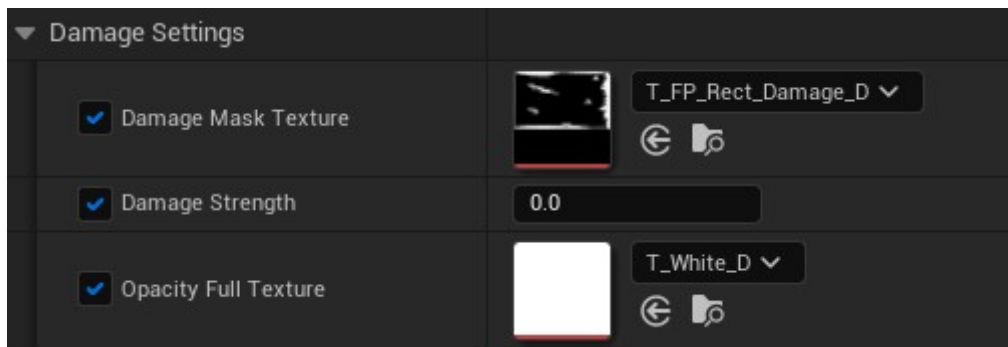 Damage Settings
Damage Mask Texture
T_FP_Rect_Damage_D
Damage Strength
0.0
Opacity Full Texture
T_White_D